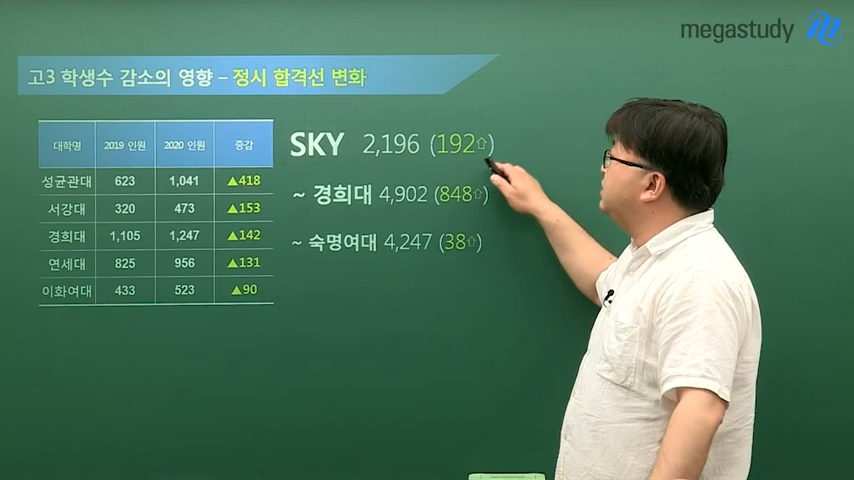 megastudy
고3 학생수 감소의 영향 – 정시 합격선 변화
대학명 2019 인원 2020 인원 증감
성균관대 623 1,041 ▲418
서강대 320 473 ▲153
경희대 1,105 1,247 ▲142
연세대 825 956 ▲131
이화여대 433 523 ▲90
SKY 2,196 (192⇧)
~ 경희대 4,902 (848⇧)
~ 숙명여대 4,247 (38⇧)